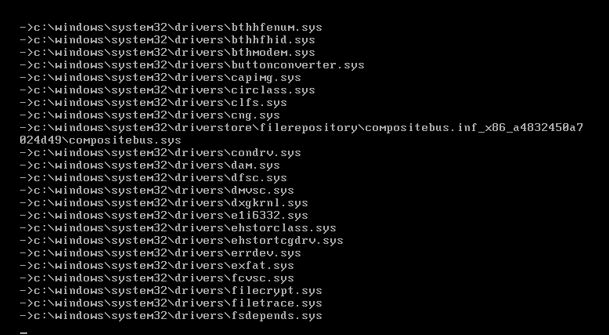 ->c:\windows\system32\drivers\bthhfenum.sys
->c:\windows\system32\drivers\bthhfhid.sys
->c:\windows\system32\drivers\bthmodem.sys
->c:\windows\system32\drivers\buttonconverter.sys
->c:\windows\system32\drivers\capimg.sys
->c:\windows\system32\drivers\circlass.sys
->c:\windows\system32\drivers\clfs.sys
->c:\windows\system32\drivers\cng.sys
->c:\windows\system32\driverstore\filerepository\compositebus.inf_x86_a4832450a7
024d49\compositebus.sys
->c:\windows\system32\drivers\condrv.sys
->c:\windows\system32\drivers\dam.sys
->c:\windows\system32\drivers\dfsc.sys
->c:\windows\system32\drivers\dmvsc.sys
->c:\windows\system32\drivers\dxgkrnl.sys
->c:\windows\system32\drivers\e1i6332.sys
->c:\windows\system32\drivers\ehstorclass.sys
->c:\windows\system32\drivers\ehstortcgdrv.sys
->c:\windows\system32\drivers\errdev.sys
->c:\windows\system32\drivers\exfat.sys
->c:\windows\system32\drivers\fcvsc.sys
->c:\windows\system32\drivers\filecrypt.sys
->c:\windows\system32\drivers\filetrace.sys
->c:\windows\system32\drivers\fsdepends.sys